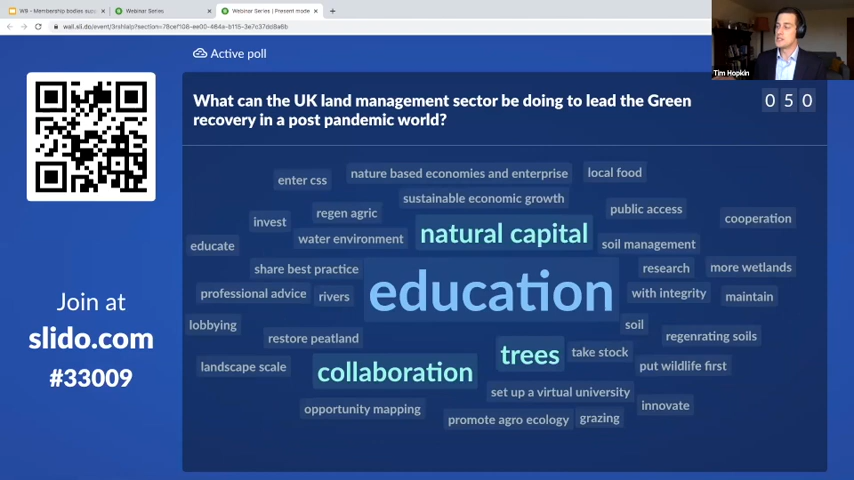 W9 - Membership bodies succ
Webinar Series
Webinar Series | Present mode
Active poll
What can the UK land management sector be doing to lead the Green
recovery in a post pandemic world?
0 5 0
Tim Hopkin
enter css
nature based economies and enterprise
local food
sustainable economic growth
invest
regen agric
public access
cooperation
educate
water environment
natural capital
soil management
share best practice
education
research
more wetlands
professional advice
rivers
with integrity
maintain
lobbying
restore peatland
soil
regenrating soils
landscape scale
collaboration
trees
take stock
put wildlife first
set up a virtual university
opportunity mapping
promote agro ecology
grazing
innovate
Join at
slido.com
#33009